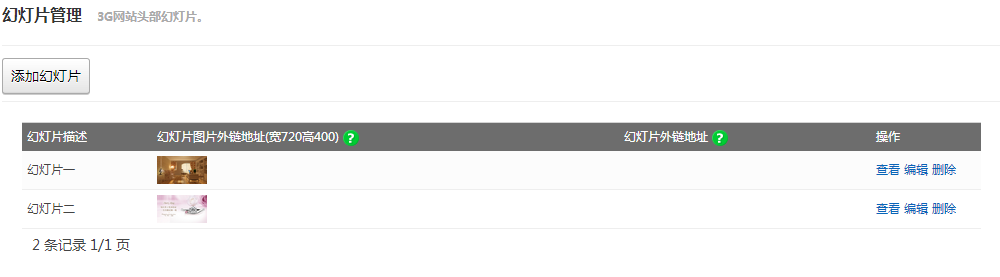 幻灯片管理 3G网站头部幻灯片。
添加幻灯片
幻灯片描述 幻灯片图片外链地址(宽720高400) ? 幻灯片外链地址 ? 操作
幻灯片一 查看 编辑 删除
幻灯片二 查看 编辑 删除
2 条记录 1/1 页